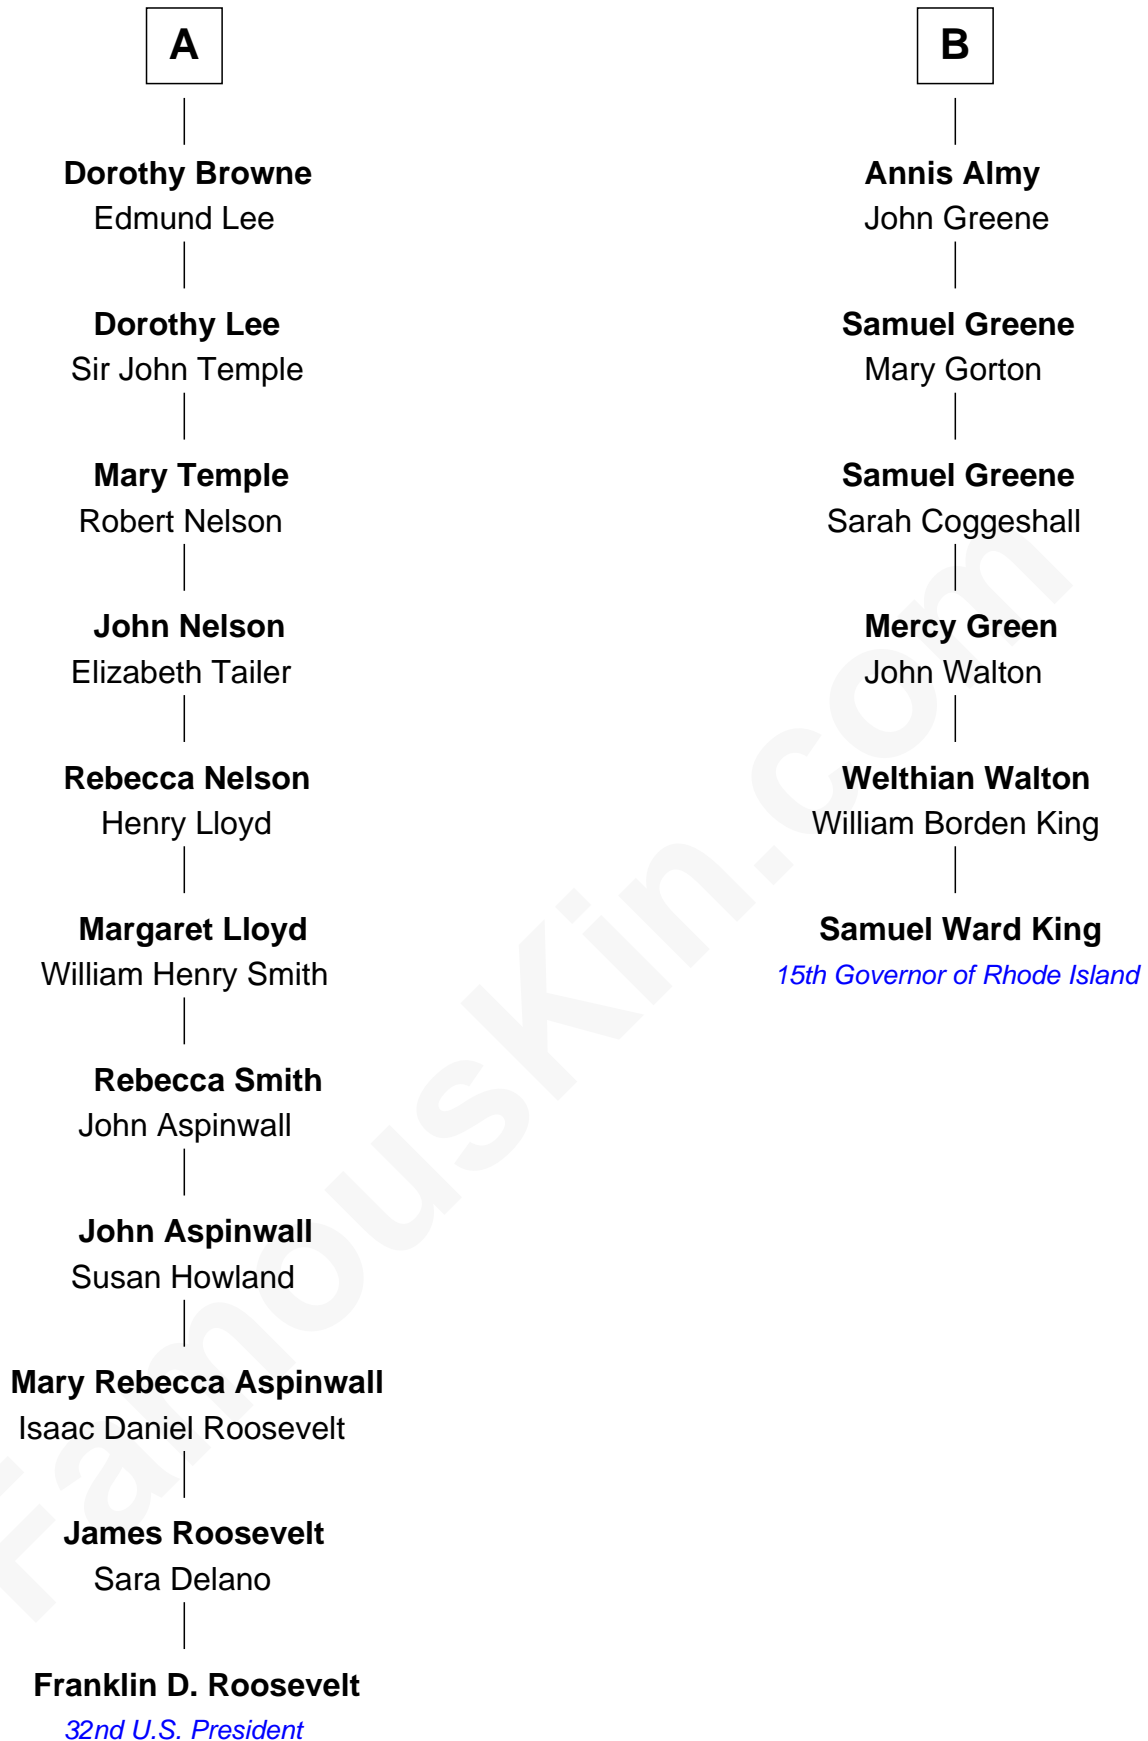 A
Dorothy Browne
Edmund Lee
Dorothy Lee
Sir John Temple
Mary Temple
Robert Nelson
John Nelson
Elizabeth Tailer
Rebecca Nelson
Henry Lloyd
Margaret Lloyd
William Henry Smith
Rebecca Smith
John Aspinwall
John Aspinwall
Susan Howland
Mary Rebecca Aspinwall
Isaac Daniel Roosevelt
James Roosevelt
Sara Delano
Franklin D. Roosevelt
32nd U.S. President
B
Annis Almy
John Greene
Samuel Greene
Mary Gorton
Samuel Greene
Sarah Coggeshall
Mercy Green
John Walton
Welthian Walton
William Borden King
Samuel Ward King
15th Governor of Rhode Island
FamousKin.com